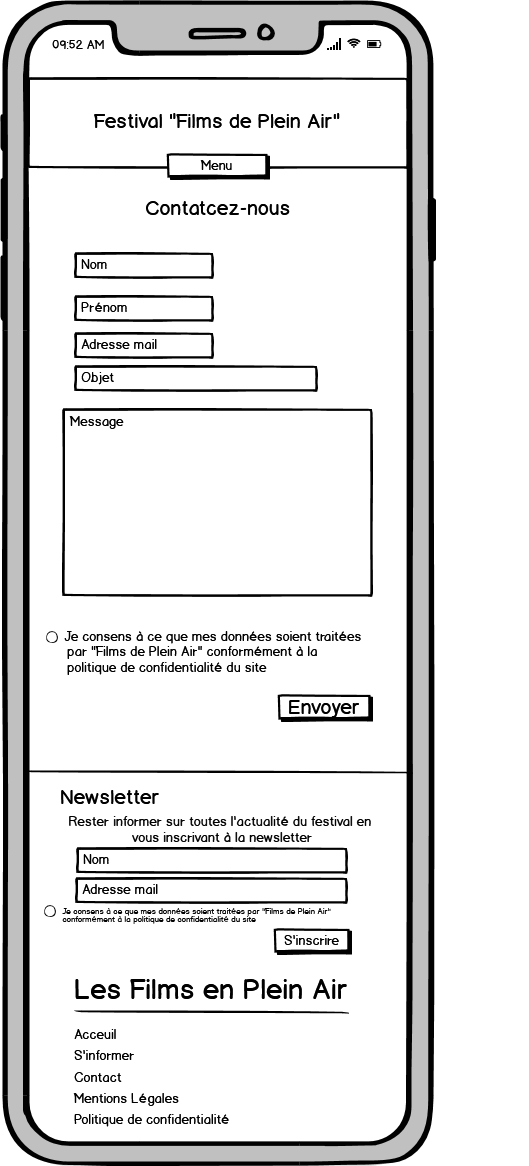 09:52 AM
Festival "Films de Plein Air"
Menu
Contatcez-nous
Nom
Prénom
Adresse mail
Objet
Message
Je consens à ce que mes données soient traitées
par "Films de Plein Air" conformément à la
politique de confidentialité du site
Envoyer
Newsletter
Rester informer sur toutes l'actualité du festival en
vous inscrivant à la newsletter
Nom
Adresse mail
Je consens à ce que mes données soient traitées par "Films de Plein Air"
conformément à la politique de confidentialité du site
S'inscrire
Les Films en Plein Air
Acceuil
S'informer
Contact
Mentions Légales
Politique de confidentialité